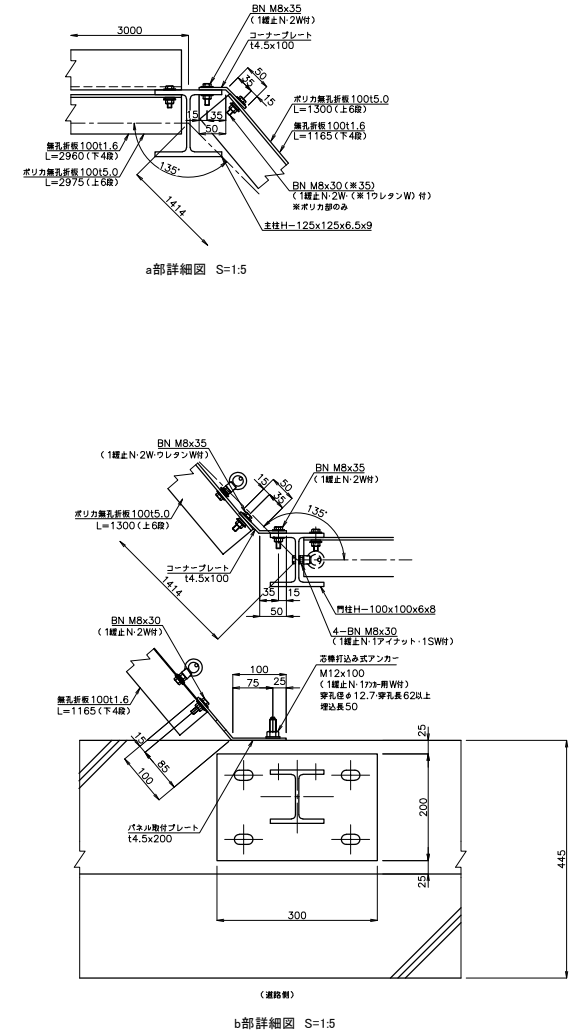 BN M8x35
(1緩止N・2W付)
コーナープレート
t4.5x100
3000
50
35
15
ポリカ無孔折板100t5.0
L=1300(上6段)
無孔折板100t1.6
L=1165(下4段)
15
35
50
無孔折板100t1.6
L=2960(下4段)
ポリカ無孔折板100t5.0
L=2975(上6段)
135°
1414
BN M8x30(※35)
(1緩止N・2W・(※1ウレタンW)付)
※ポリカ部のみ
主柱H-125x125x6.5x9
a部詳細図 S=1:5
BN M8x35
(1緩止N・2W・ウレタンW付)
BN M8x35
(1緩止N・2W付)
15
50
35
135°
ポリカ無孔折板100t5.0
L=1300(上6段)
コーナープレート
t4.5x100
1414
35
15
50
門柱H-100x100x6x8
4-BN M8x30
(1緩止N・1アイナット・1SW付)
BN M8x30
(1緩止N・2W付)
芯棒打込み式アンカー
M12x100
(1緩止N・1アンカー用W付)
穿孔径φ12.7・穿孔長62以上
埋込長50
100
75
25
無孔折板100t1.6
L=1165(下4段)
15
85
100
25
200
445
パネル取付プレート
t4.5x200
25
300
(道路側)
b部詳細図 S=1:5